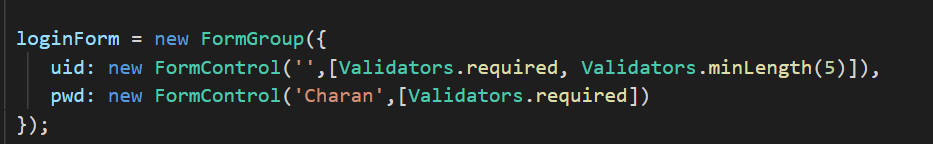 loginForm = new FormGroup({
uid: new FormControl('',[Validators.required, Validators.minLength(5)]),
pwd: new FormControl('Charan',[Validators.required])
});